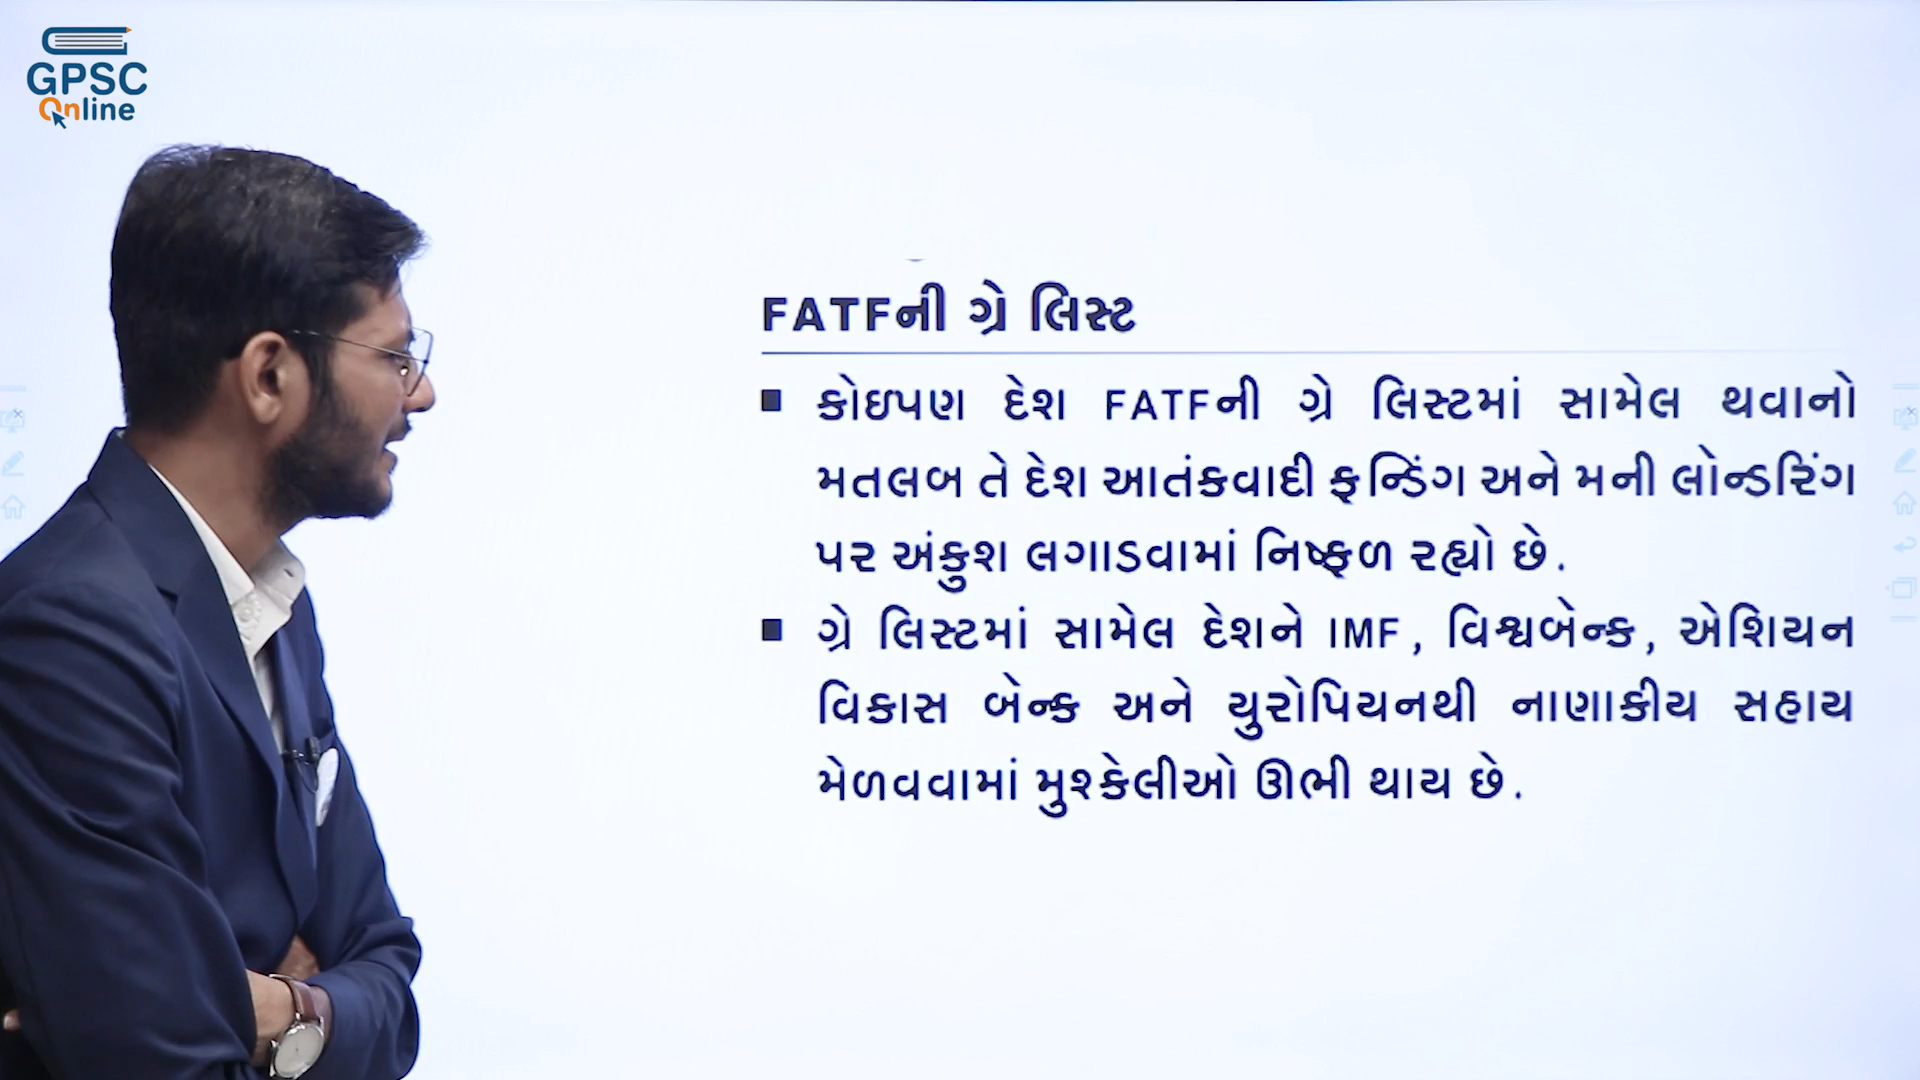 GPSC
Online
FATFની ગ્રે લિસ્ટ
▪ કોઇપણ દેશ FATFની ગ્રે લિસ્ટમાં સામેલ થવાનો
મતલબ તે દેશ આતંકવાદી ફન્ડિંગ અને મની લોન્ડરિંગ
પર અંકુશ લગાડવામાં નિષ્ફળ રહ્યો છે.
▪ ગ્રે લિસ્ટમાં સામેલ દેશને IMF, વિશ્વબેન્ક, એશિયન
વિકાસ બેન્ક અને યુરોપિયનથી નાણાકીય સહાય
મેળવવામાં મુશ્કેલીઓ ઊભી થાય છે.